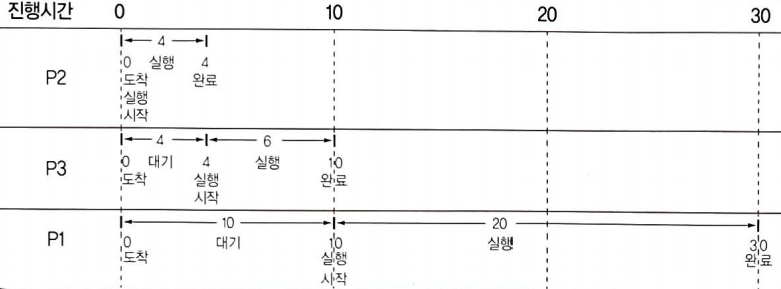 진행시간 0 10 20 30
4
0 실행 4
P2 도착 완료
실행
시작
4 6
P3 0 대기 4 실행 10
도착 실행 완료
시작
10 20
P1 0 대기 10 실행 30
도착 실행 완료
시작